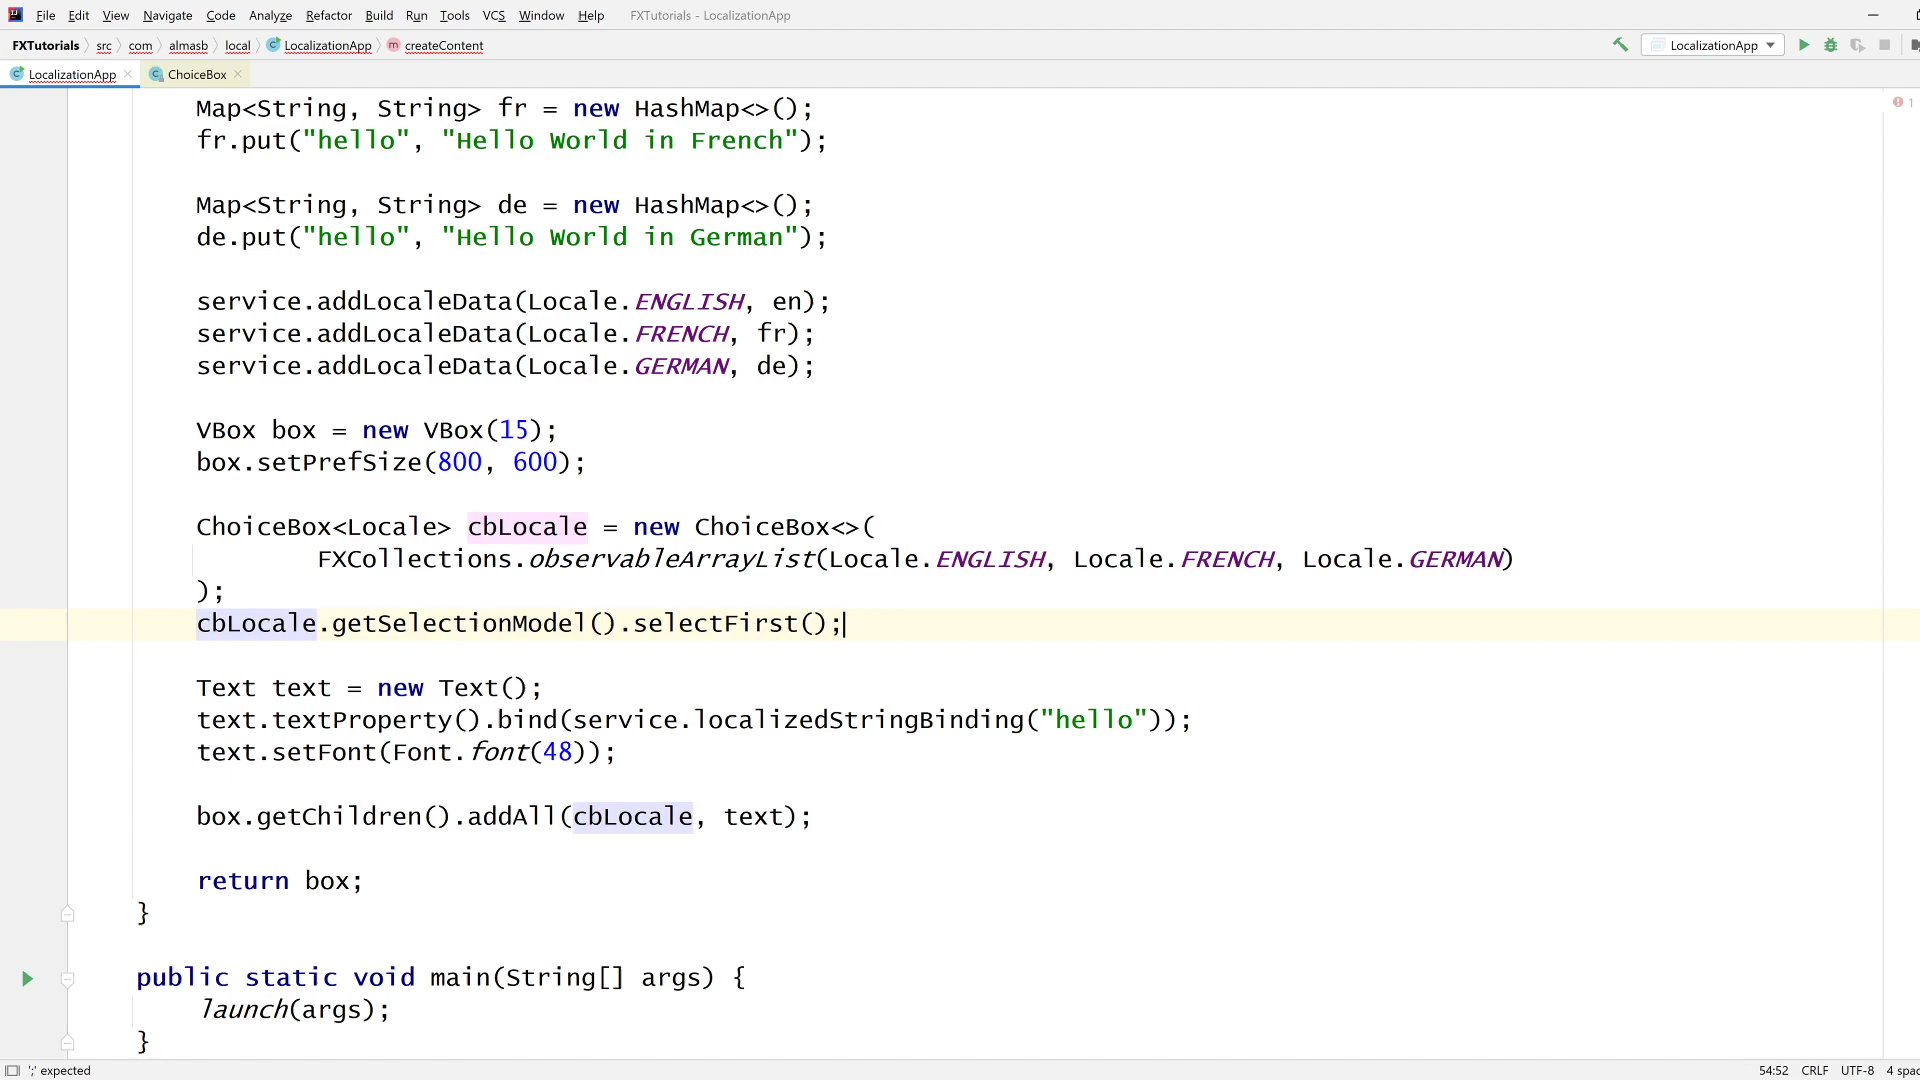 File Edit View Navigate Code Analyze Refactor Build Run Tools VCS Window Help FXTutorials - LocalizationApp
FXTutorials src com almasb local LocalizationApp createContent LocalizationApp
LocalizationApp ChoiceBox
1
Map<String, String> fr = new HashMap<>();
fr.put("hello", "Hello World in French");
Map<String, String> de = new HashMap<>();
de.put("hello", "Hello World in German");
service.addLocaleData(Locale.ENGLISH, en);
service.addLocaleData(Locale.FRENCH, fr);
service.addLocaleData(Locale.GERMAN, de);
VBox box = new VBox(15);
box.setPrefSize(800, 600);
ChoiceBox<Locale> cbLocale = new ChoiceBox<>(
FXCollections.observableArrayList(Locale.ENGLISH, Locale.FRENCH, Locale.GERMAN)
);
cbLocale.getSelectionModel().selectFirst();
Text text = new Text();
text.textProperty().bind(service.localizedStringBinding("hello"));
text.setFont(Font.font(48));
box.getChildren().addAll(cbLocale, text);
return box;
}
public static void main(String[] args) {
launch(args);
}
';' expected 54:52 CRLF UTF-8 4 spac